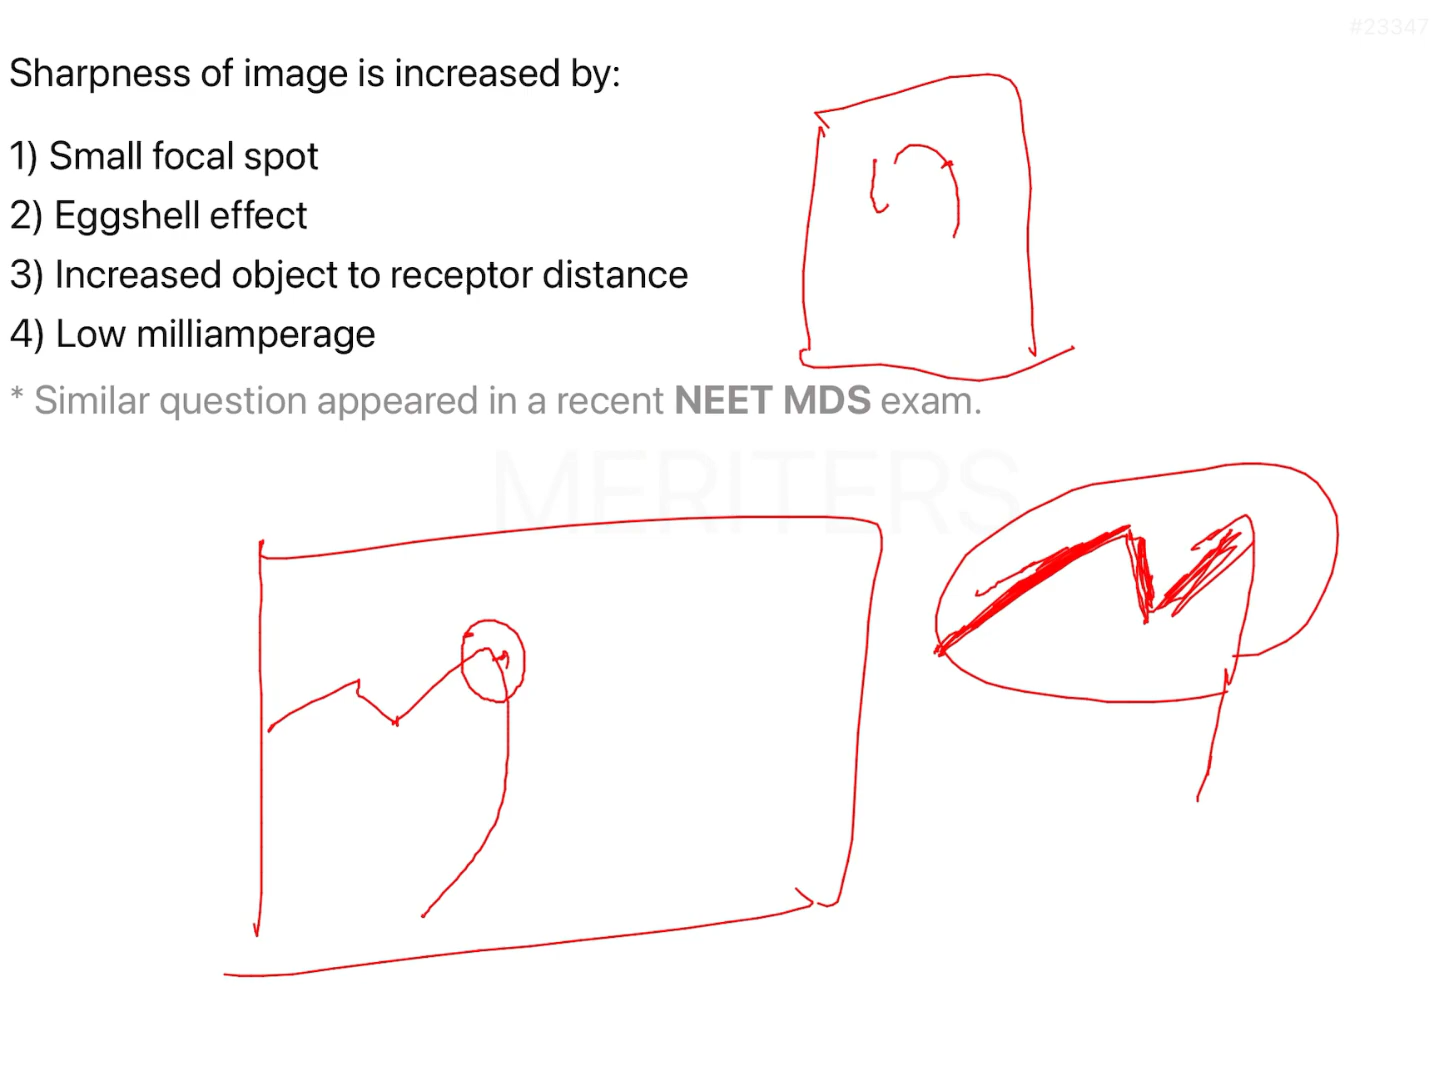 #23347
Sharpness of image is increased by:
1) Small focal spot
2) Eggshell effect
3) Increased object to receptor distance
4) Low milliamperage
* Similar question appeared in a recent NEET MDS exam.
MERITERS